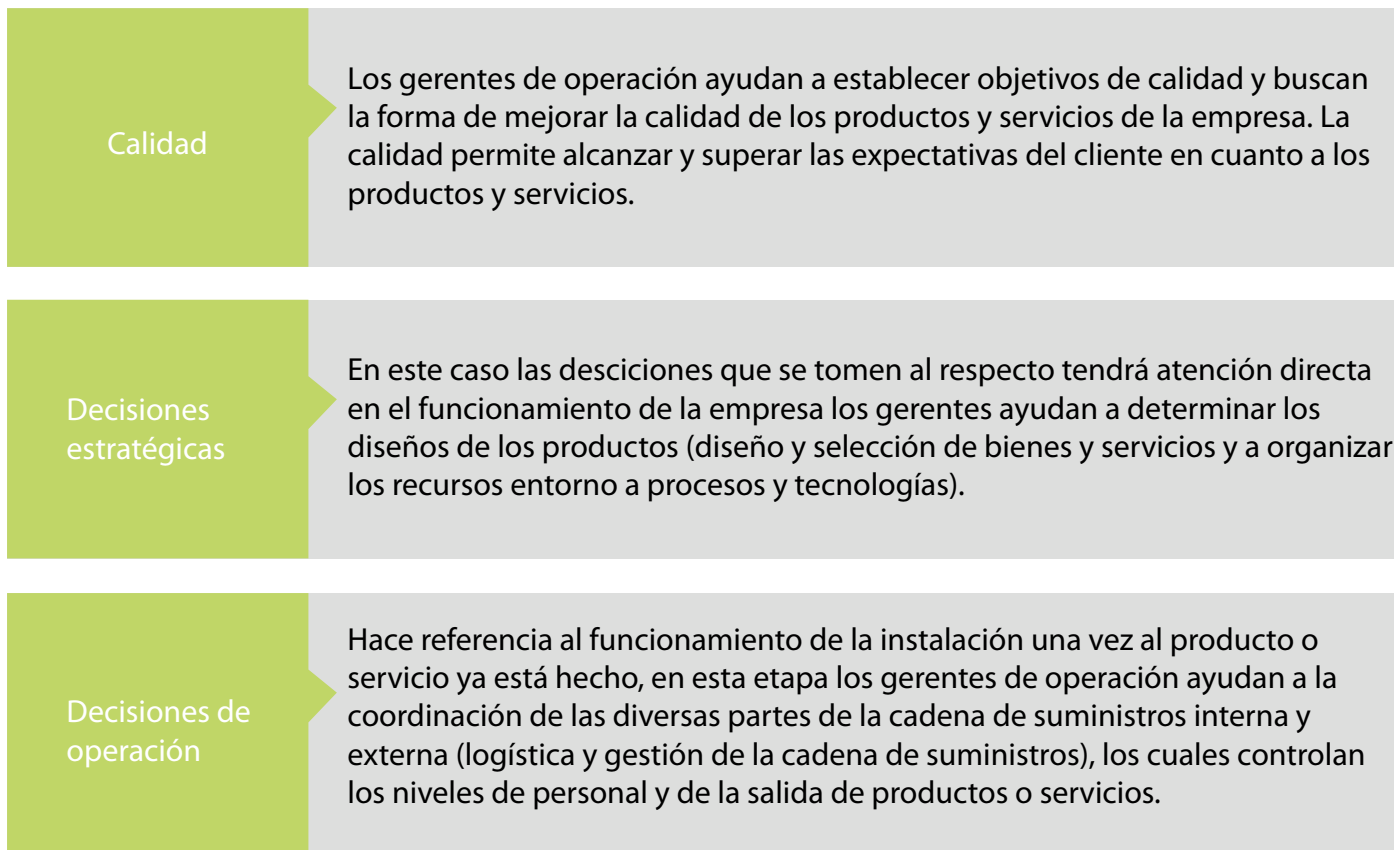 Calidad
Los gerentes de operación ayudan a establecer objetivos de calidad y buscan
la forma de mejorar la calidad de los productos y servicios de la empresa. La
calidad permite alcanzar y superar las expectativas del cliente en cuanto a los
productos y servicios.
Decisiones
estratégicas
En este caso las desciciones que se tomen al respecto tendrá atención directa
en el funcionamiento de la empresa los gerentes ayudan a determinar los
diseños de los productos (diseño y selección de bienes y servicios y a organizar
los recursos entorno a procesos y tecnologías).
Decisiones de
operación
Hace referencia al funcionamiento de la instalación una vez al producto o
servicio ya está hecho, en esta etapa los gerentes de operación ayudan a la
coordinación de las diversas partes de la cadena de suministros interna y
externa (logística y gestión de la cadena de suministros), los cuales controlan
los niveles de personal y de la salida de productos o servicios.